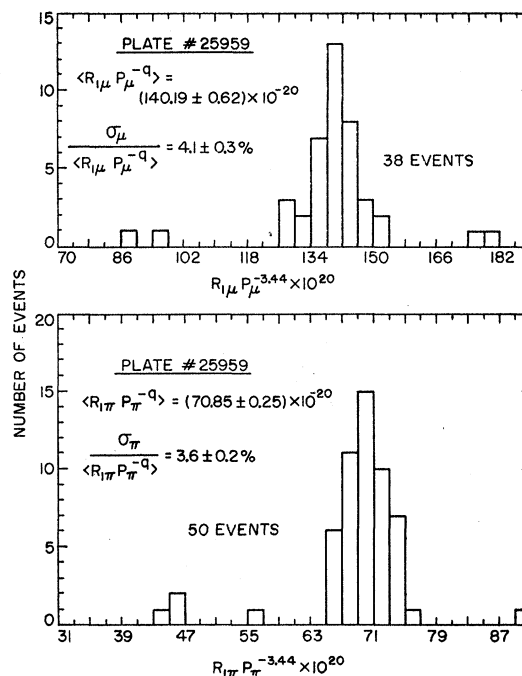 NUMBER OF EVENTS
15
10
5
0
PLATE #25959
⟨R₁μ Pμ^-q⟩ =
(140.19 ± 0.62)×10^-20
σμ / ⟨R₁μ Pμ^-q⟩ = 4.1 ± 0.3%
38 EVENTS
70 86 102 118 134 150 166 182
R₁μ Pμ^-3.44 ×10^20
20
15
10
5
0
PLATE #25959
⟨R₁π Pπ^-q⟩ = (70.85 ± 0.25)×10^-20
σπ / ⟨R₁π Pπ^-q⟩ = 3.6 ± 0.2%
50 EVENTS
31 39 47 55 63 71 79 87
R₁π Pπ^-3.44 ×10^20